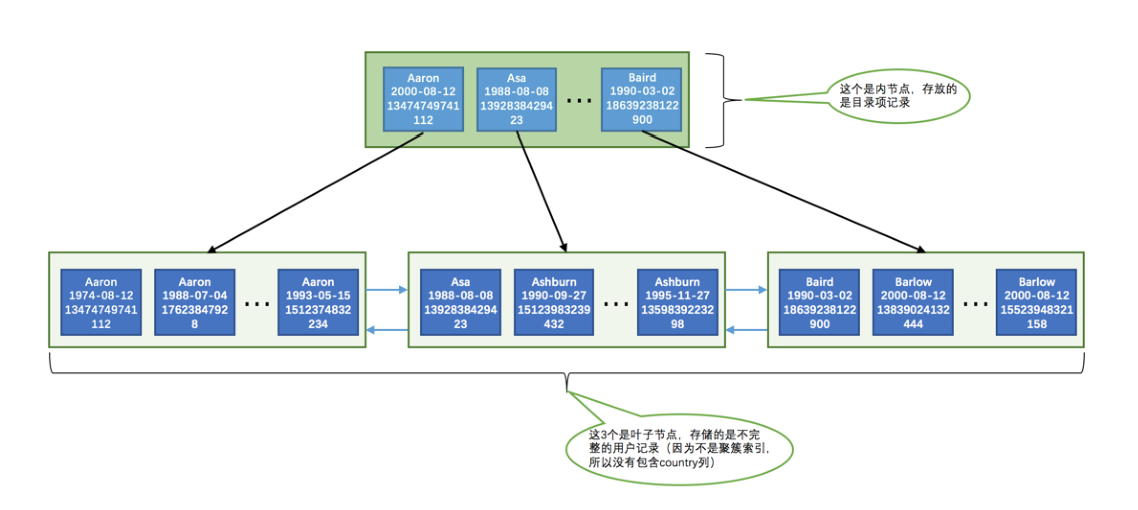 Aaron
2000-08-12
13474749741
112
Asa
1988-08-08
13928384294
23
...
Baird
1990-03-02
18639238122
900
这个是内节点，存放的
是目录项记录
Aaron
1974-08-12
13474749741
112
Aaron
1988-07-04
1762384792
8
...
Aaron
1993-05-15
1512374832
234
Asa
1988-08-08
13928384294
23
Ashburn
1990-09-27
15123983239
432
...
Ashburn
1995-11-27
13598392232
98
Baird
1990-03-02
18639238122
900
Barlow
2000-08-12
13839024132
444
...
Barlow
2000-08-12
15523948321
158
这3个是叶子节点，存储的是不完
整的用户记录（因为不是聚簇索引，
所以没有包含country列）